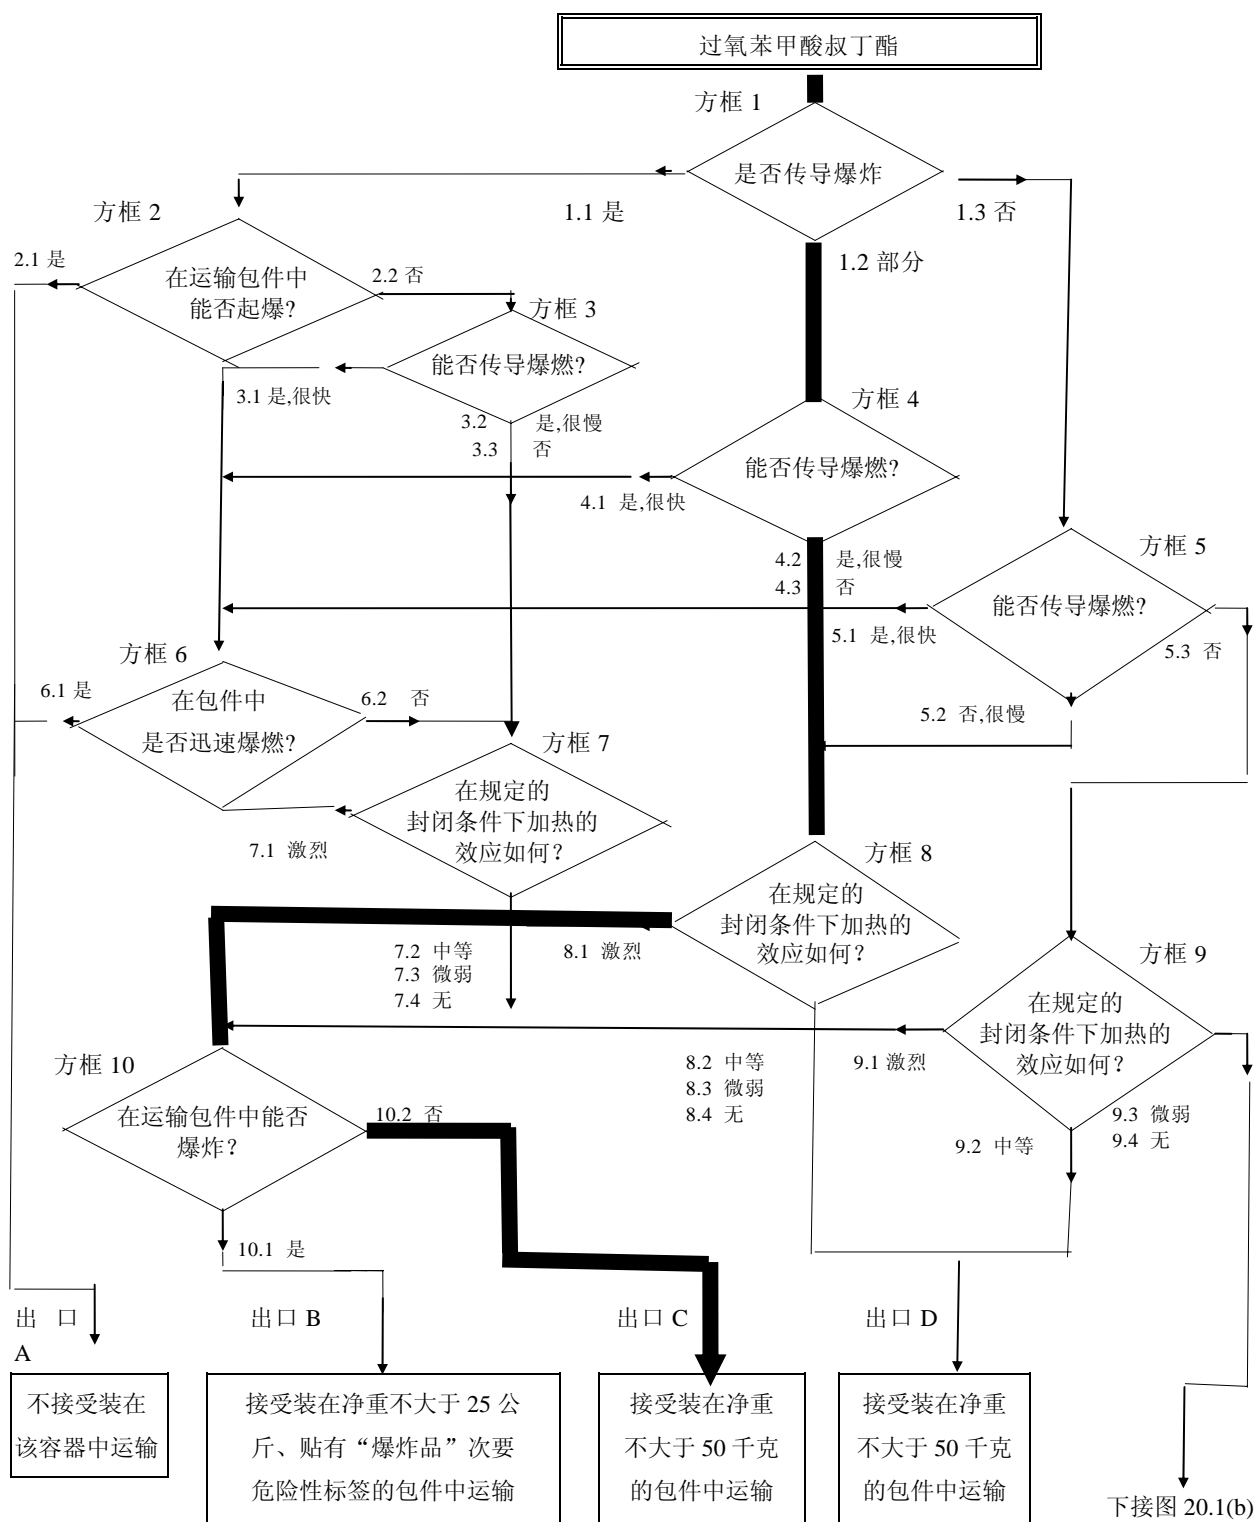 过氧苯甲酸叔丁酯
方框 1
是否传导爆炸
1.1 是
1.3 否
1.2 部分
方框 2
2.1 是
在运输包件中
能否起爆?
2.2 否
方框 3
能否传导爆燃?
3.1 是,很快
3.2 是,很慢
3.3 否
方框 4
能否传导爆燃?
4.1 是,很快
4.2 是,很慢
4.3 否
方框 5
能否传导爆燃?
5.1 是,很快
5.3 否
5.2 否,很慢
方框 6
6.1 是
在包件中
是否迅速爆燃?
6.2 否
方框 7
在规定的
封闭条件下加热的
效应如何?
7.1 激烈
7.2 中等
7.3 微弱
7.4 无
方框 8
在规定的
封闭条件下加热的
效应如何?
8.1 激烈
8.2 中等
8.3 微弱
8.4 无
方框 9
在规定的
封闭条件下加热的
效应如何?
9.1 激烈
9.2 中等
9.3 微弱
9.4 无
方框 10
在运输包件中能否
爆炸?
10.2 否
10.1 是
出 口
A
出口 B
出口 C
出口 D
不接受装在
该容器中运输
接受装在净重不大于 25 公
斤、贴有“爆炸品”次要
危险性标签的包件中运输
接受装在净重
不大于 50 千克
的包件中运输
接受装在净重
不大于 50 千克
的包件中运输
下接图 20.1(b)